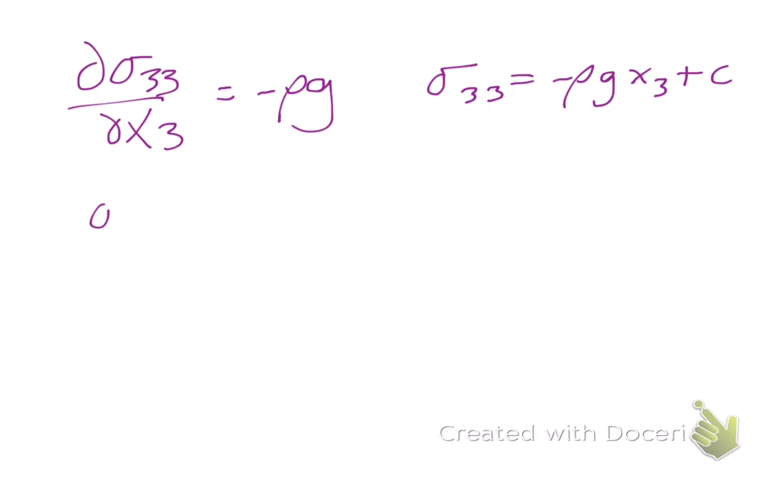 ∂σ₃₃/∂x₃ = -ρg
σ₃₃ = -ρg x₃ + c
Created with Doceri